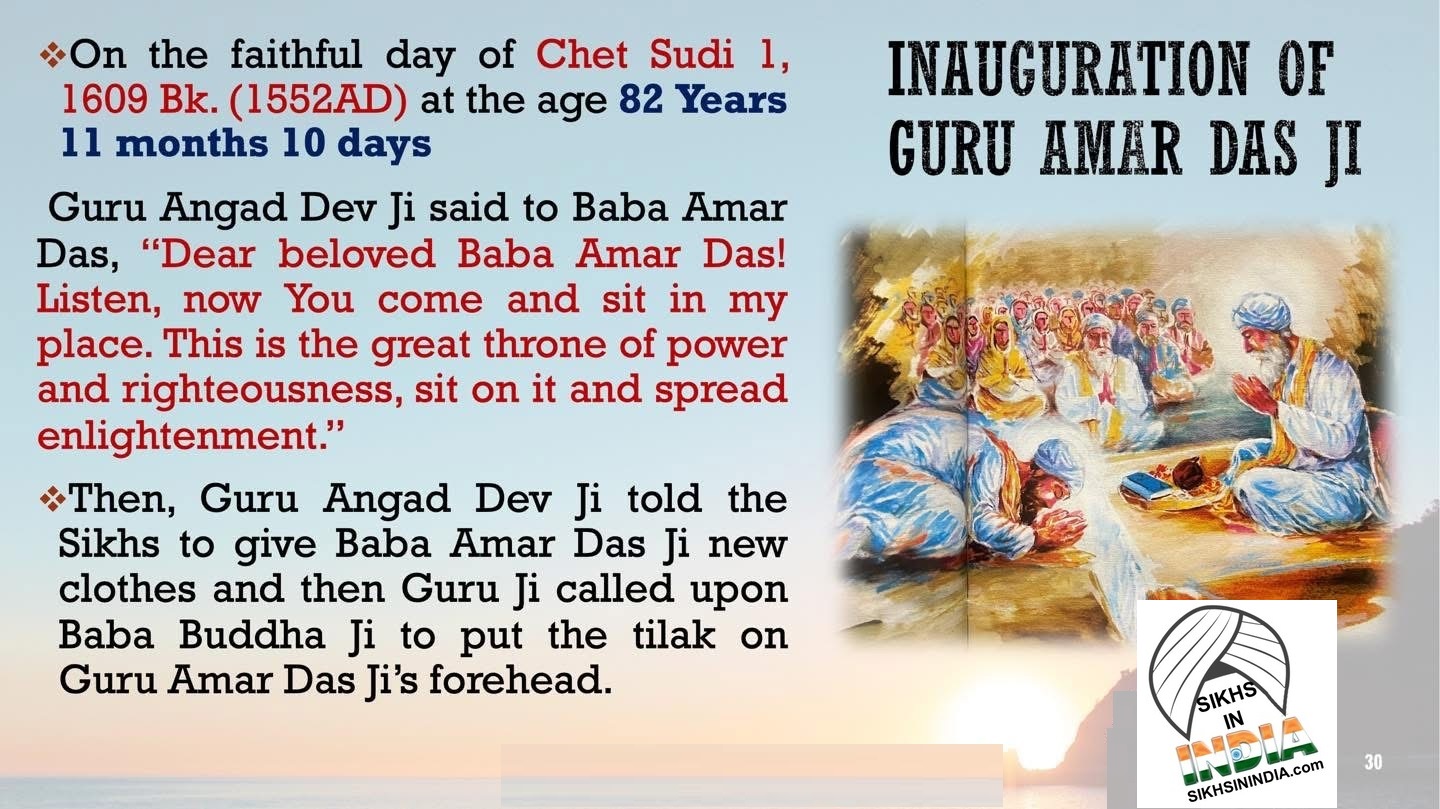 ❖On the faithful day of Chet Sudi 1,
1609 Bk. (1552AD) at the age 82 Years
11 months 10 days
Guru Angad Dev Ji said to Baba Amar
Das, “Dear beloved Baba Amar Das!
Listen, now You come and sit in my
place. This is the great throne of power
and righteousness, sit on it and spread
enlightenment.”
❖Then, Guru Angad Dev Ji told the
Sikhs to give Baba Amar Das Ji new
clothes and then Guru Ji called upon
Baba Buddha Ji to put the tilak on
Guru Amar Das Ji’s forehead.
INAUGURATION OF
GURU AMAR DAS JI
SIKHS
IN
INDIA
SIKHSININDIA.com
30